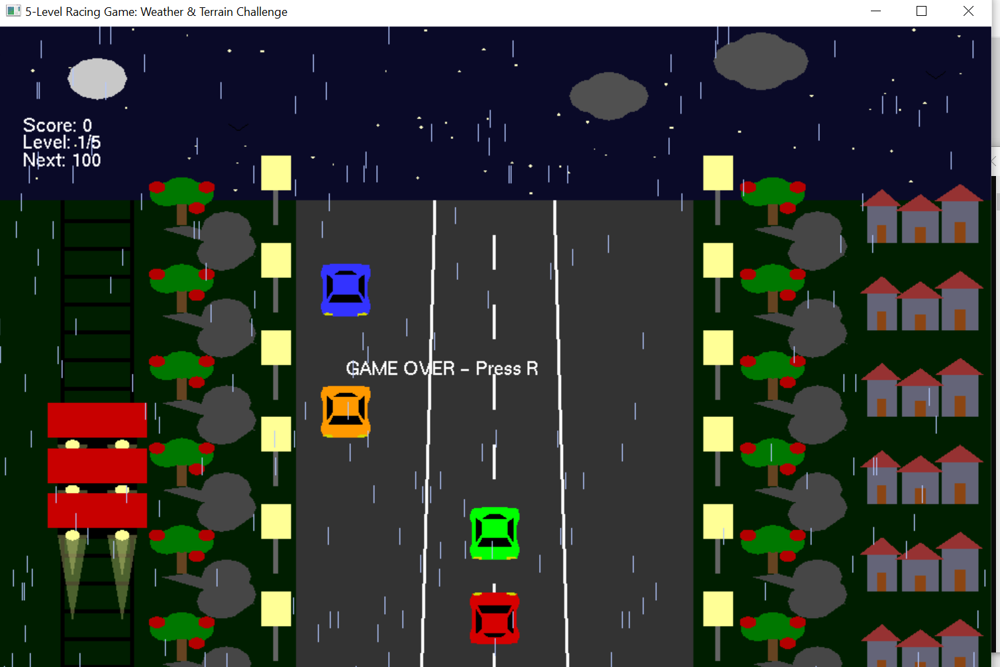 5-Level Racing Game: Weather & Terrain Challenge
Score: 0
Level: 1/5
Next: 100
GAME OVER - Press R